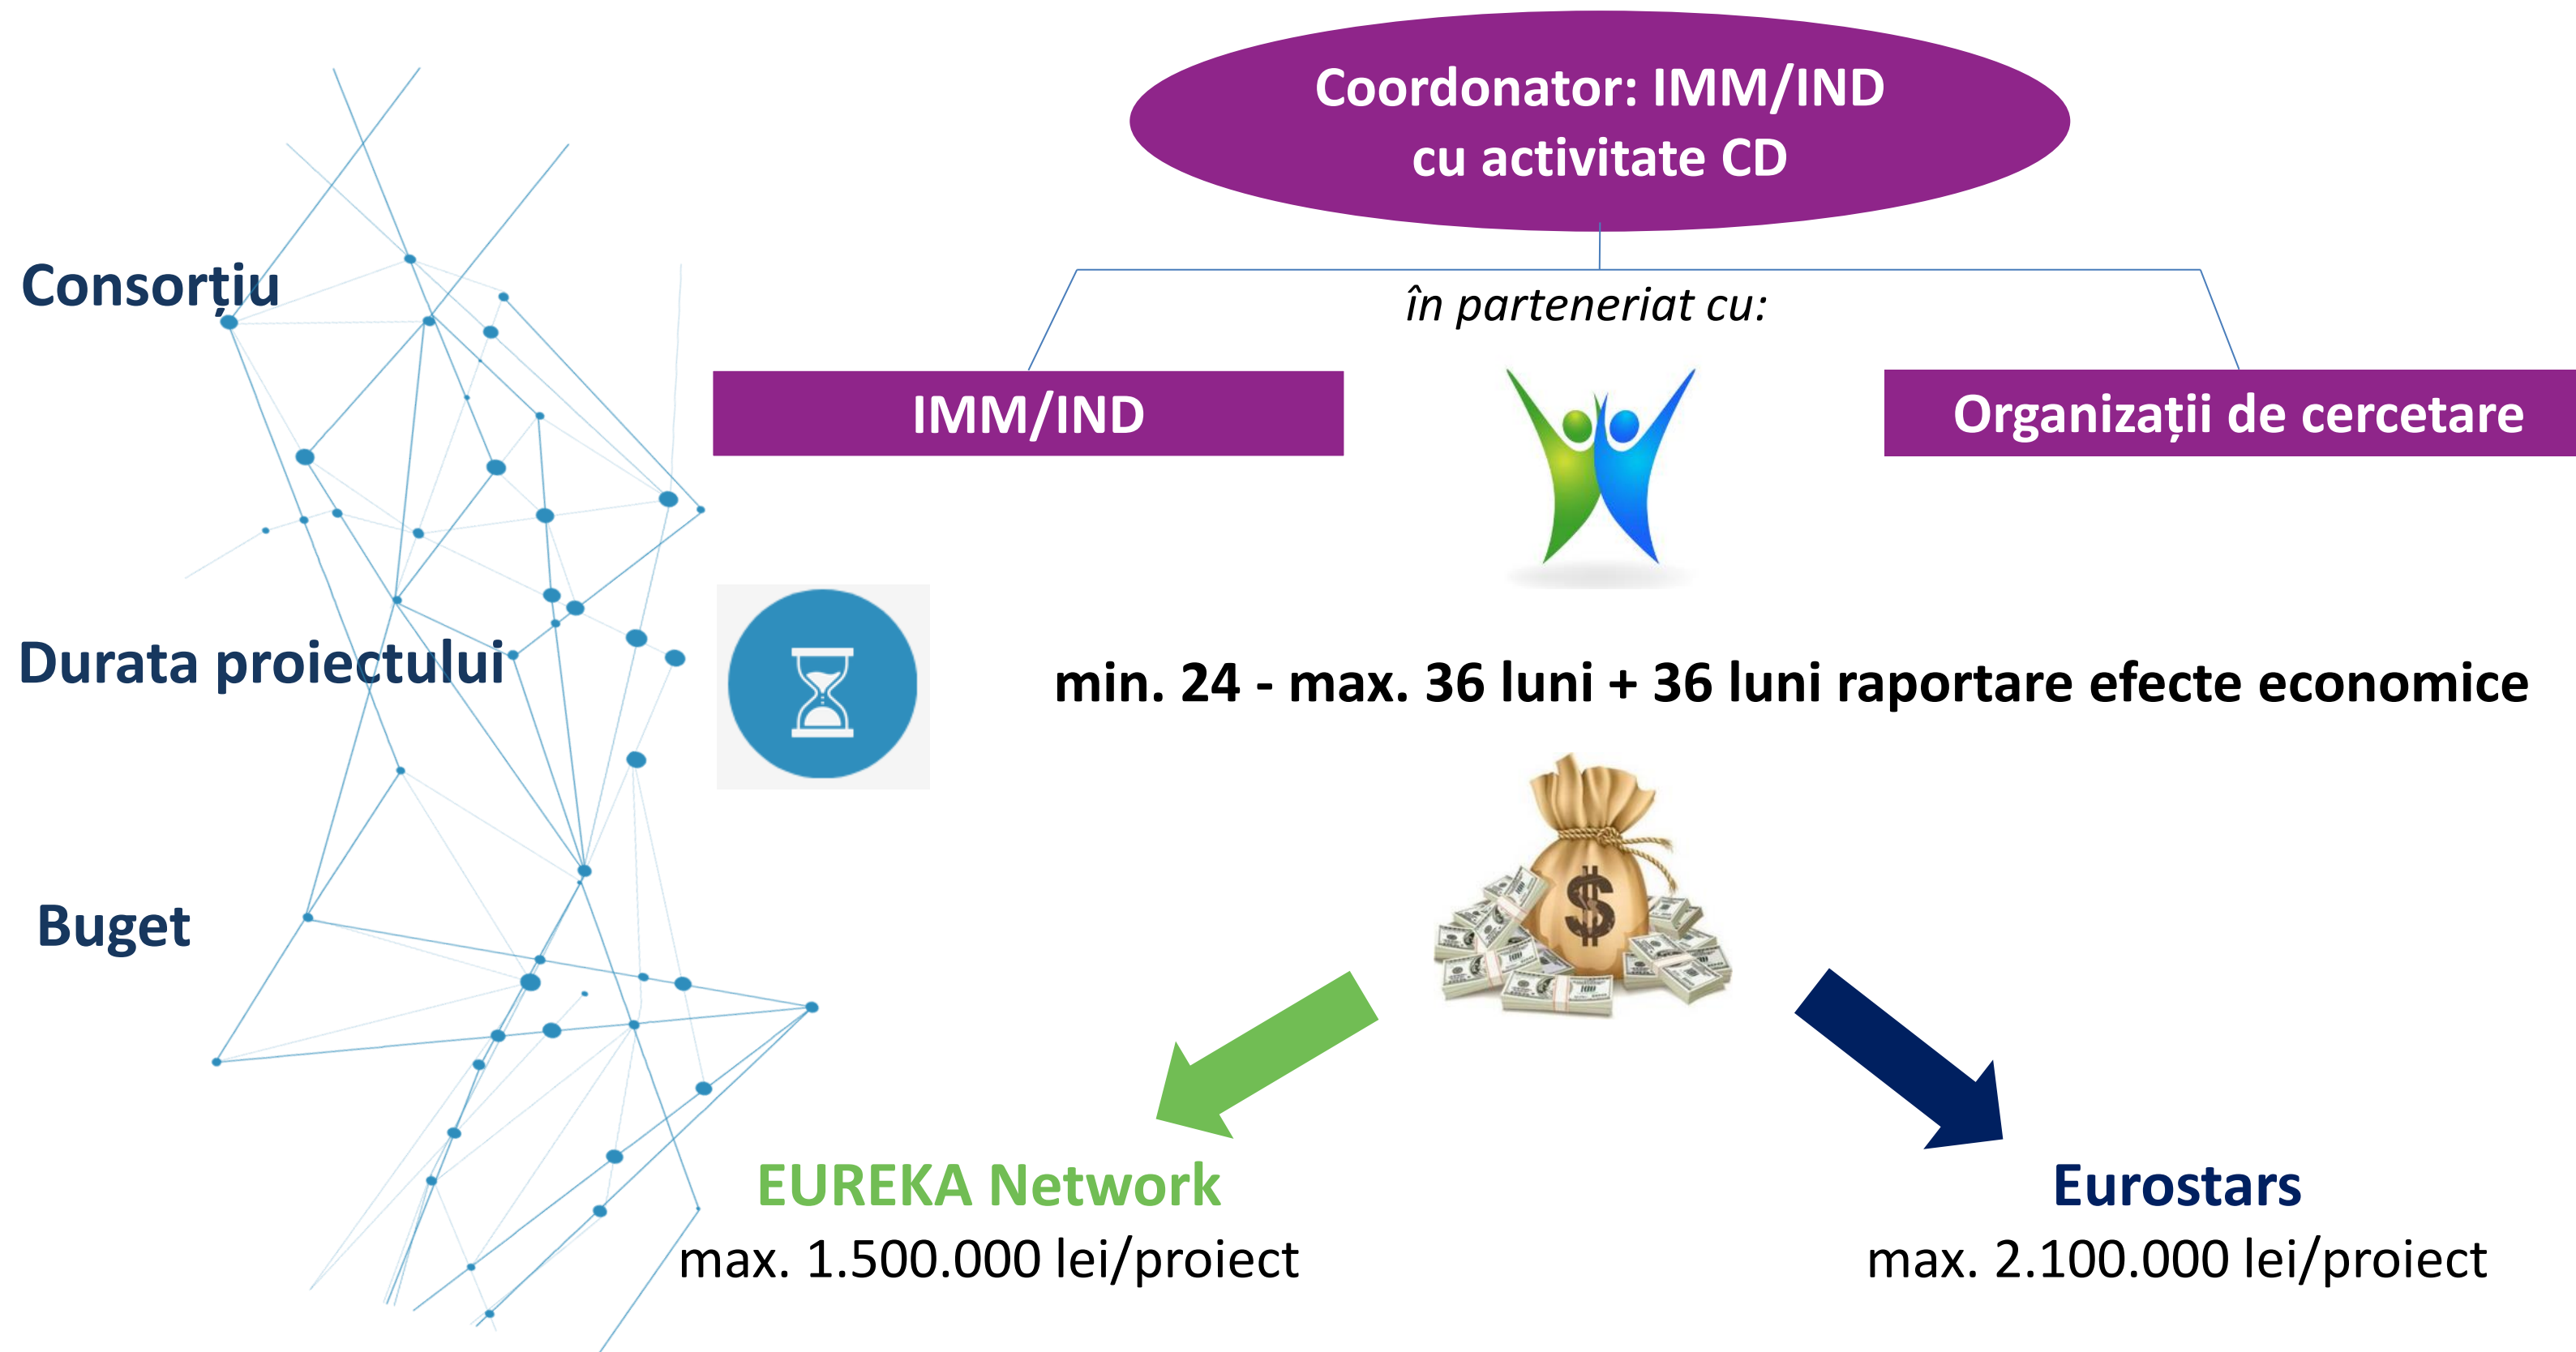 Coordonator: IMM/IND
cu activitate CD
Consorțiu
în parteneriat cu:
IMM/IND
Organizații de cercetare
Durata proiectului
min. 24 - max. 36 luni + 36 luni raportare efecte economice
$
Buget
100
EUREKA Network
max. 1.500.000 lei/proiect
Eurostars
max. 2.100.000 lei/proiect